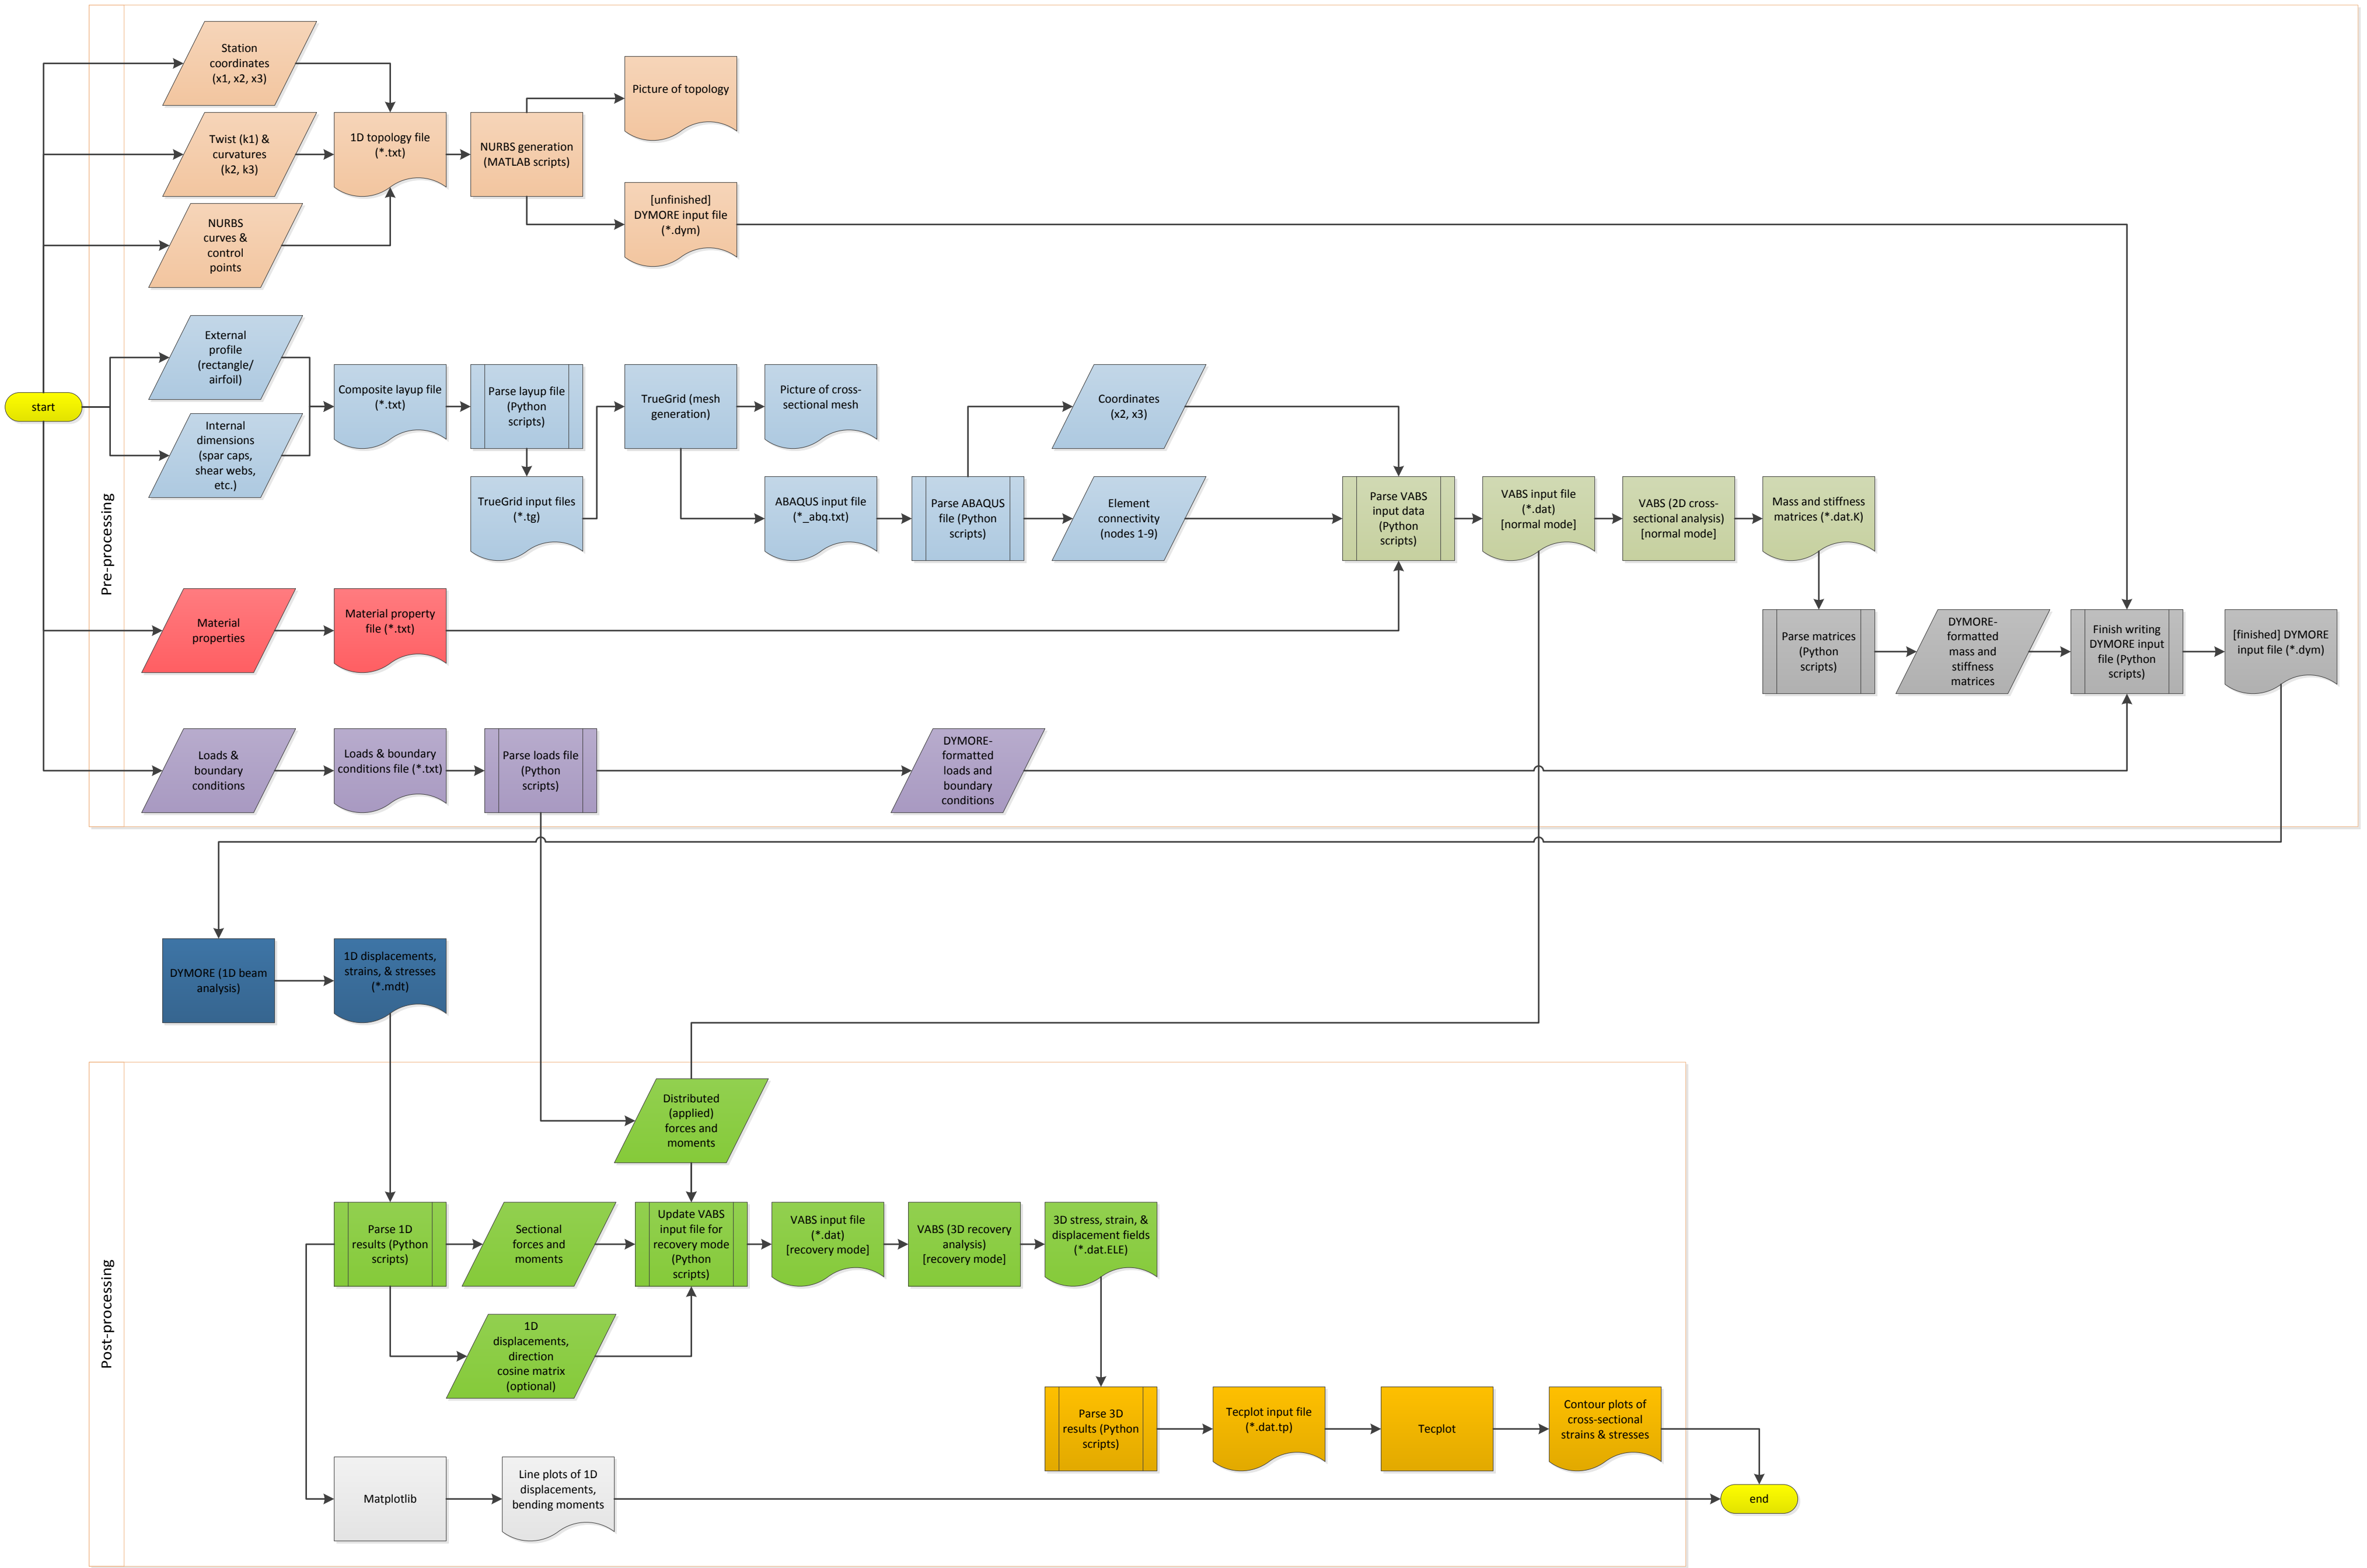 Pre-processing
start
Station
coordinates
(x1, x2, x3)
Twist (k1) &
curvatures
(k2, k3)
NURBS
curves &
control
points
1D topology file
(*.txt)
NURBS generation
(MATLAB scripts)
Picture of topology
[unfinished]
DYMORE input file
(*.dym)
External
profile
(rectangle/
airfoil)
Internal
dimensions
(spar caps,
shear webs,
etc.)
Composite layup file
(*.txt)
Parse layup file
(Python
scripts)
TrueGrid input files
(*.tg)
TrueGrid (mesh
generation)
Picture of cross-
sectional mesh
ABAQUS input file
(*_abq.txt)
Parse ABAQUS
file (Python
scripts)
Coordinates
(x2, x3)
Element
connectivity
(nodes 1-9)
Parse VABS
input data
(Python
scripts)
VABS input file
(*.dat)
[normal mode]
VABS (2D cross-
sectional analysis)
[normal mode]
Mass and stiffness
matrices (*.dat.K)
Material
properties
Material property
file (*.txt)
Parse matrices
(Python
scripts)
DYMORE-
formatted
mass and
stiffness
matrices
Finish writing
DYMORE input
file (Python
scripts)
[finished] DYMORE
input file (*.dym)
Loads &
boundary
conditions
Loads & boundary
conditions file (*.txt)
Parse loads file
(Python
scripts)
DYMORE-
formatted
loads and
boundary
conditions
DYMORE (1D beam
analysis)
1D displacements,
strains, & stresses
(*.mdt)
Post-processing
Distributed
(applied)
forces and
moments
Parse 1D
results (Python
scripts)
Sectional
forces and
moments
Update VABS
input file for
recovery mode
(Python
scripts)
VABS input file
(*.dat)
[recovery mode]
VABS (3D recovery
analysis)
[recovery mode]
3D stress, strain, &
displacement fields
(*.dat.ELE)
1D
displacements,
direction
cosine matrix
(optional)
Parse 3D
results (Python
scripts)
Tecplot input file
(*.dat.tp)
Tecplot
Contour plots of
cross-sectional
strains & stresses
Matplotlib
Line plots of 1D
displacements,
bending moments
end